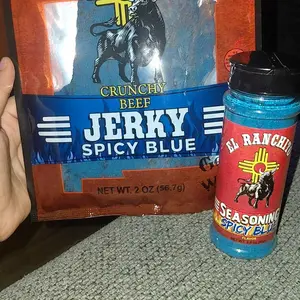 CRUNCHY
BEEF
JERKY
SPICY BLUE
NET WT. 2 OZ (56.7g)
EL RANCHITO
SEASONING
SPICY BLUE